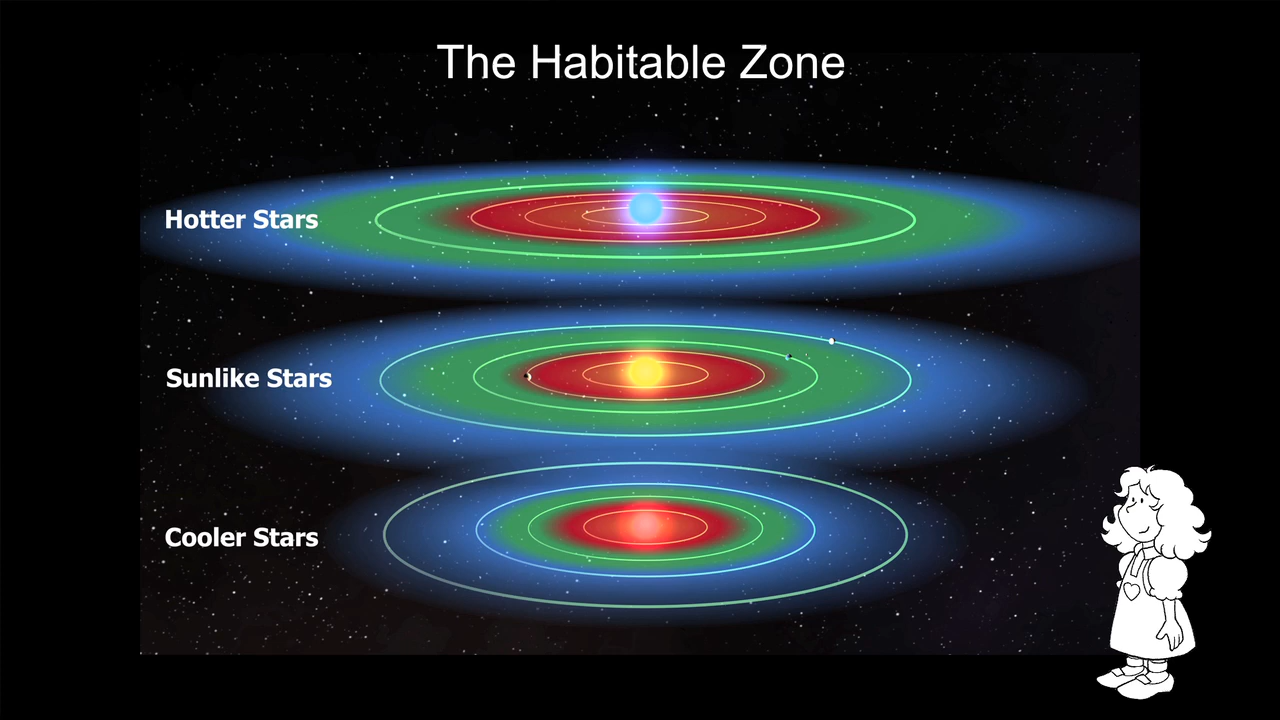 The Habitable Zone
Hotter Stars
Sunlike Stars
Cooler Stars